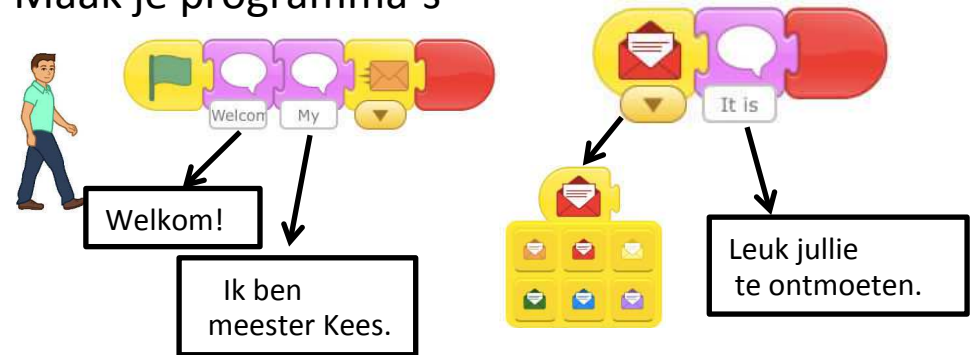 Maak je programma's
Welcom
My
It is
Welkom!
Ik ben
meester Kees.
Leuk jullie
te ontmoeten.